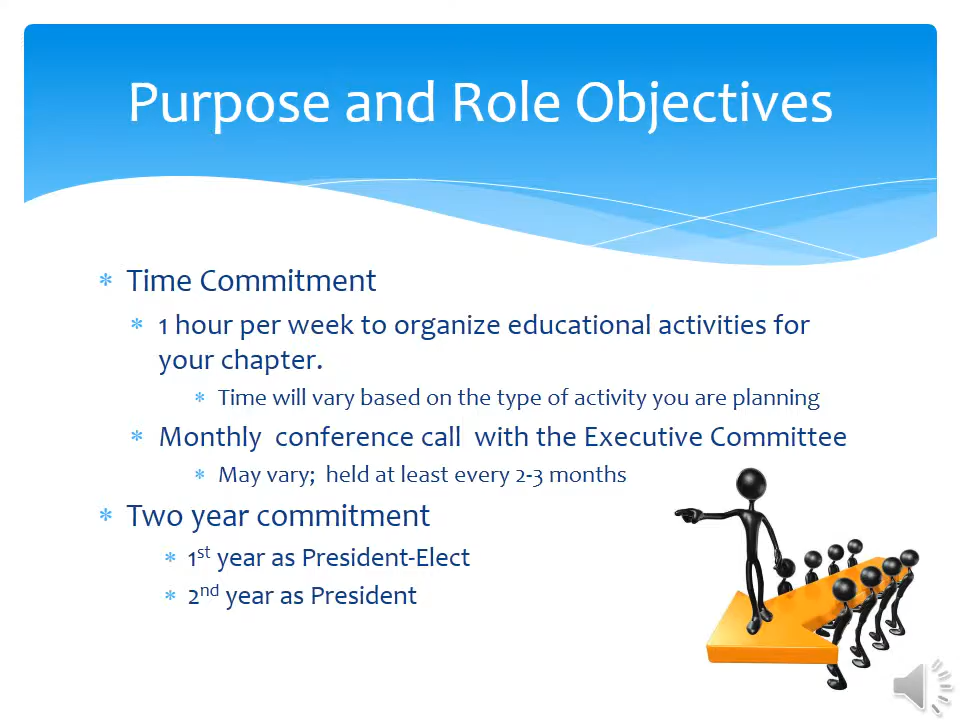 Purpose and Role Objectives
* Time Commitment
* 1 hour per week to organize educational activities for
your chapter.
* Time will vary based on the type of activity you are planning
* Monthly  conference call  with the Executive Committee
* May vary;  held at least every 2-3 months
* Two year commitment
* 1st year as President-Elect
* 2nd year as President